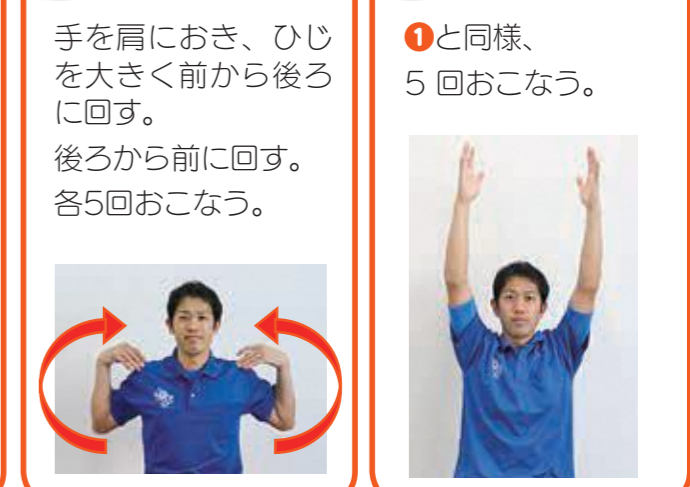 手を肩におき、ひじ
を大きく前から後ろ
に回す。
後ろから前に回す。
各5回おこなう。
❶と同様、
5 回おこなう。